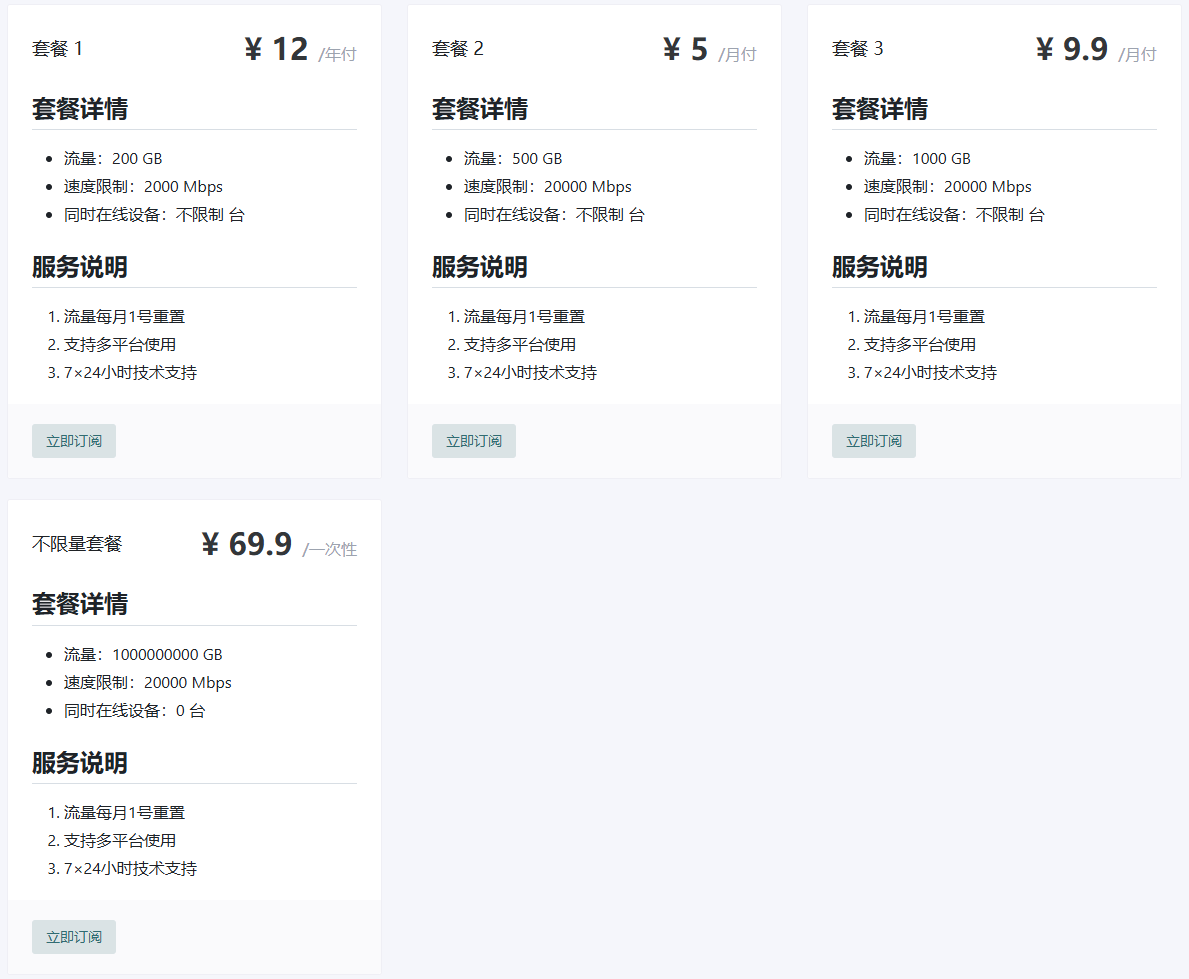 套餐 1
¥ 12 /年付
套餐详情
流量：200 GB
速度限制：2000 Mbps
同时在线设备：不限制 台
服务说明
1. 流量每月1号重置
2. 支持多平台使用
3. 7×24小时技术支持
立即订阅
套餐 2
¥ 5 /月付
套餐详情
流量：500 GB
速度限制：20000 Mbps
同时在线设备：不限制 台
服务说明
1. 流量每月1号重置
2. 支持多平台使用
3. 7×24小时技术支持
立即订阅
套餐 3
¥ 9.9 /月付
套餐详情
流量：1000 GB
速度限制：20000 Mbps
同时在线设备：不限制 台
服务说明
1. 流量每月1号重置
2. 支持多平台使用
3. 7×24小时技术支持
立即订阅
不限量套餐
¥ 69.9 /一次性
套餐详情
流量：1000000000 GB
速度限制：20000 Mbps
同时在线设备：0 台
服务说明
1. 流量每月1号重置
2. 支持多平台使用
3. 7×24小时技术支持
立即订阅